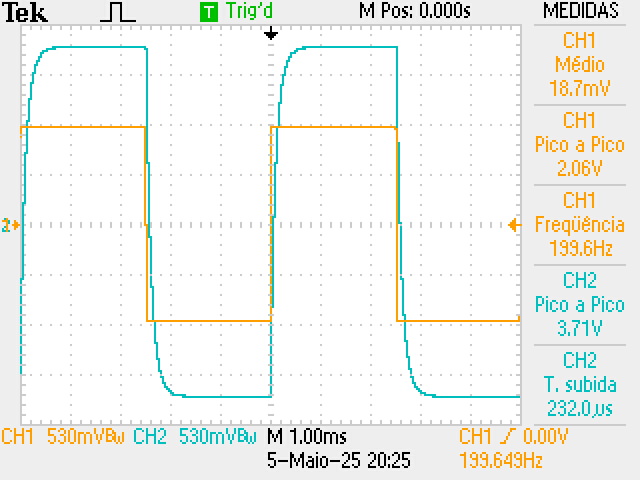 Tek T Trig'd M Pos: 0.000s MEDIDAS
CH1
Médio
18.7mV
CH1
Pico a Pico
2.06V
CH1
Freqüência
199.6Hz
CH2
Pico a Pico
3.71V
CH2
T. subida
232.0µs
2
CH1 530mVBw CH2 530mVBw M 1.00ms CH1 0.00V
5-Maio-25 20:25 199.649Hz